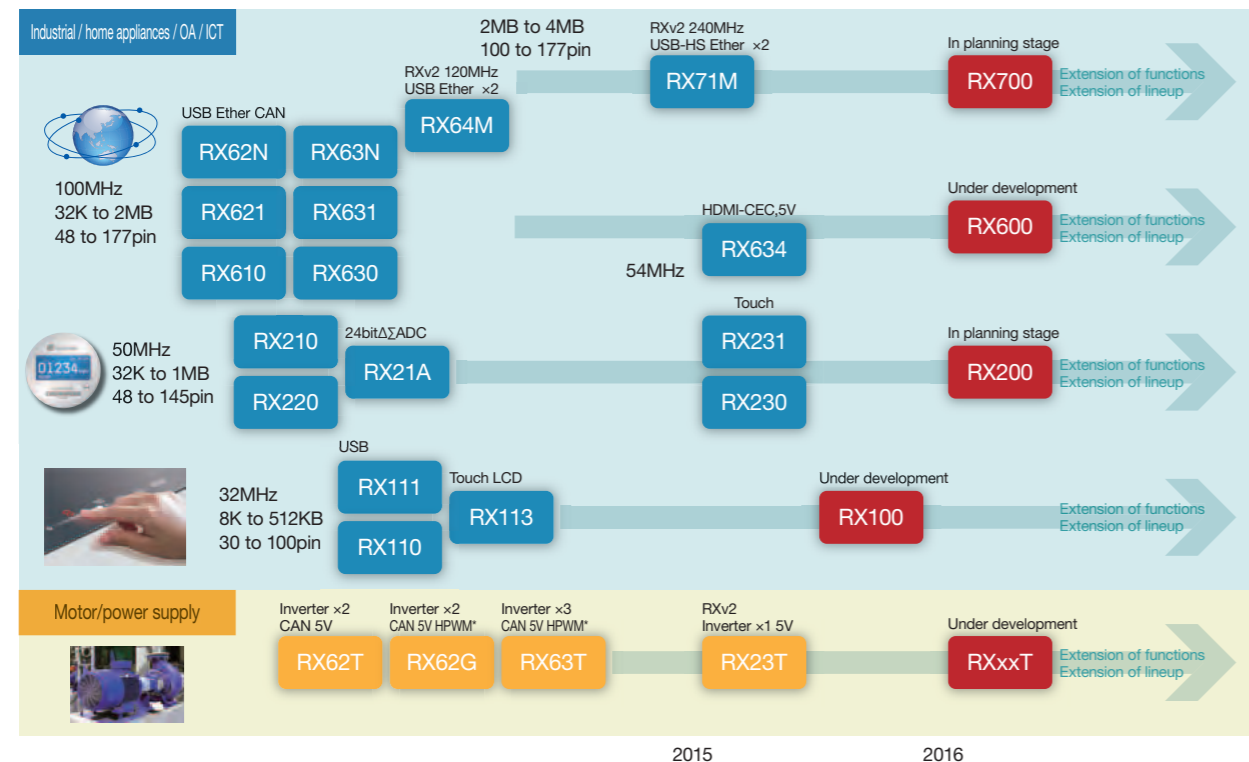 Industrial / home appliances / OA / ICT
2MB to 4MB
100 to 177pin
RXv2 240MHz
USB-HS Ether ×2
RX71M
In planning stage
RX700
Extension of functions
Extension of lineup
RXv2 120MHz
USB Ether ×2
RX64M
USB Ether CAN
RX62N
RX63N
100MHz
32K to 2MB
48 to 177pin
RX621
RX631
RX610
RX630
HDMI-CEC,5V
RX634
54MHz
Under development
RX600
Extension of functions
Extension of lineup
50MHz
32K to 1MB
48 to 145pin
01234
RX210
RX220
24bitΔΣADC
RX21A
Touch
RX231
RX230
In planning stage
RX200
Extension of functions
Extension of lineup
32MHz
8K to 512KB
30 to 100pin
USB
RX111
RX110
Touch LCD
RX113
Under development
RX100
Extension of functions
Extension of lineup
Motor/power supply
Inverter ×2
CAN 5V
RX62T
Inverter ×2
CAN 5V HPWM*
RX62G
Inverter ×3
CAN 5V HPWM*
RX63T
RXv2
Inverter ×1 5V
RX23T
Under development
RXxxT
Extension of functions
Extension of lineup
2015
2016